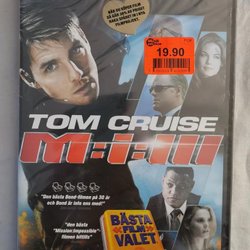 19.90
TOM CRUISE
M:i:III
"Den bästa Bond-filmen på 30 år
och Bond är inte ens med!"
"den bästa
"Mission Impossible"-
filmen hittills"
BÄSTA
FILM
VALET